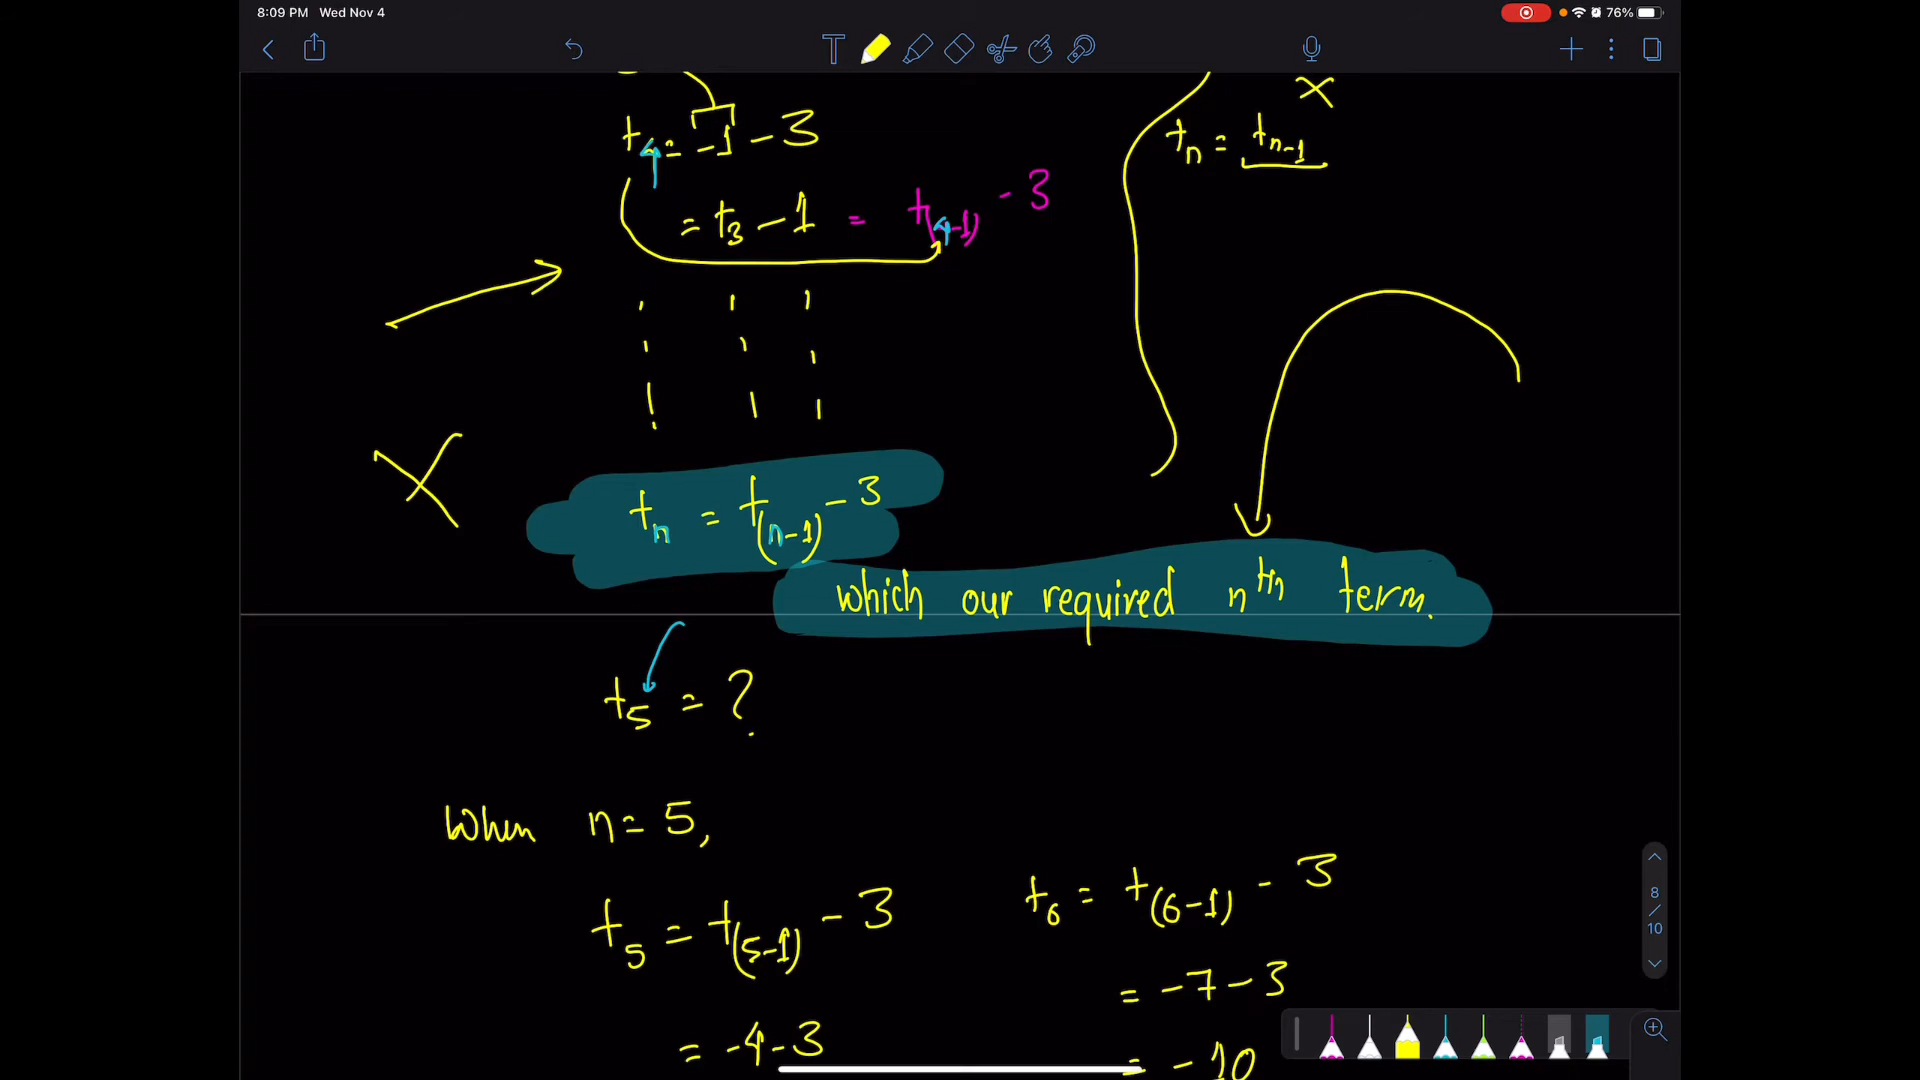 8:09 PM Wed Nov 4
76%
t₄ = -1 - 3
x
tₙ = tₙ₋₁
= t₃ - 1 = t₍₄₋₁₎ - 3
tₙ = t₍ₙ₋₁₎ - 3
which our required nᵗʰ term.
t₅ = ?
When n = 5,
t₅ = t₍₅₋₁₎ - 3
= -4 - 3
t₆ = t₍₆₋₁₎ - 3
= -7 - 3
= -10
8
/
10